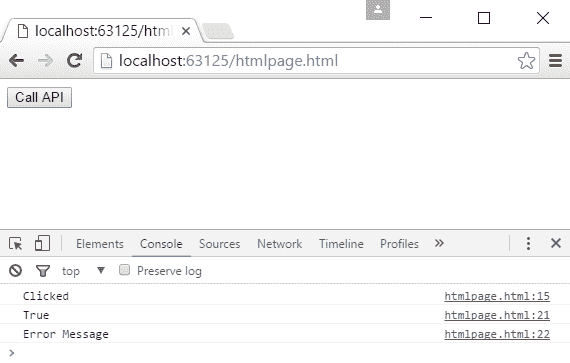 localhost:63125/html
localhost:63125/htmlpage.html
Call API
Elements Console Sources Network Timeline Profiles »
top Preserve log
Clicked htmlpage.html:15
True htmlpage.html:21
Error Message htmlpage.html:22
>